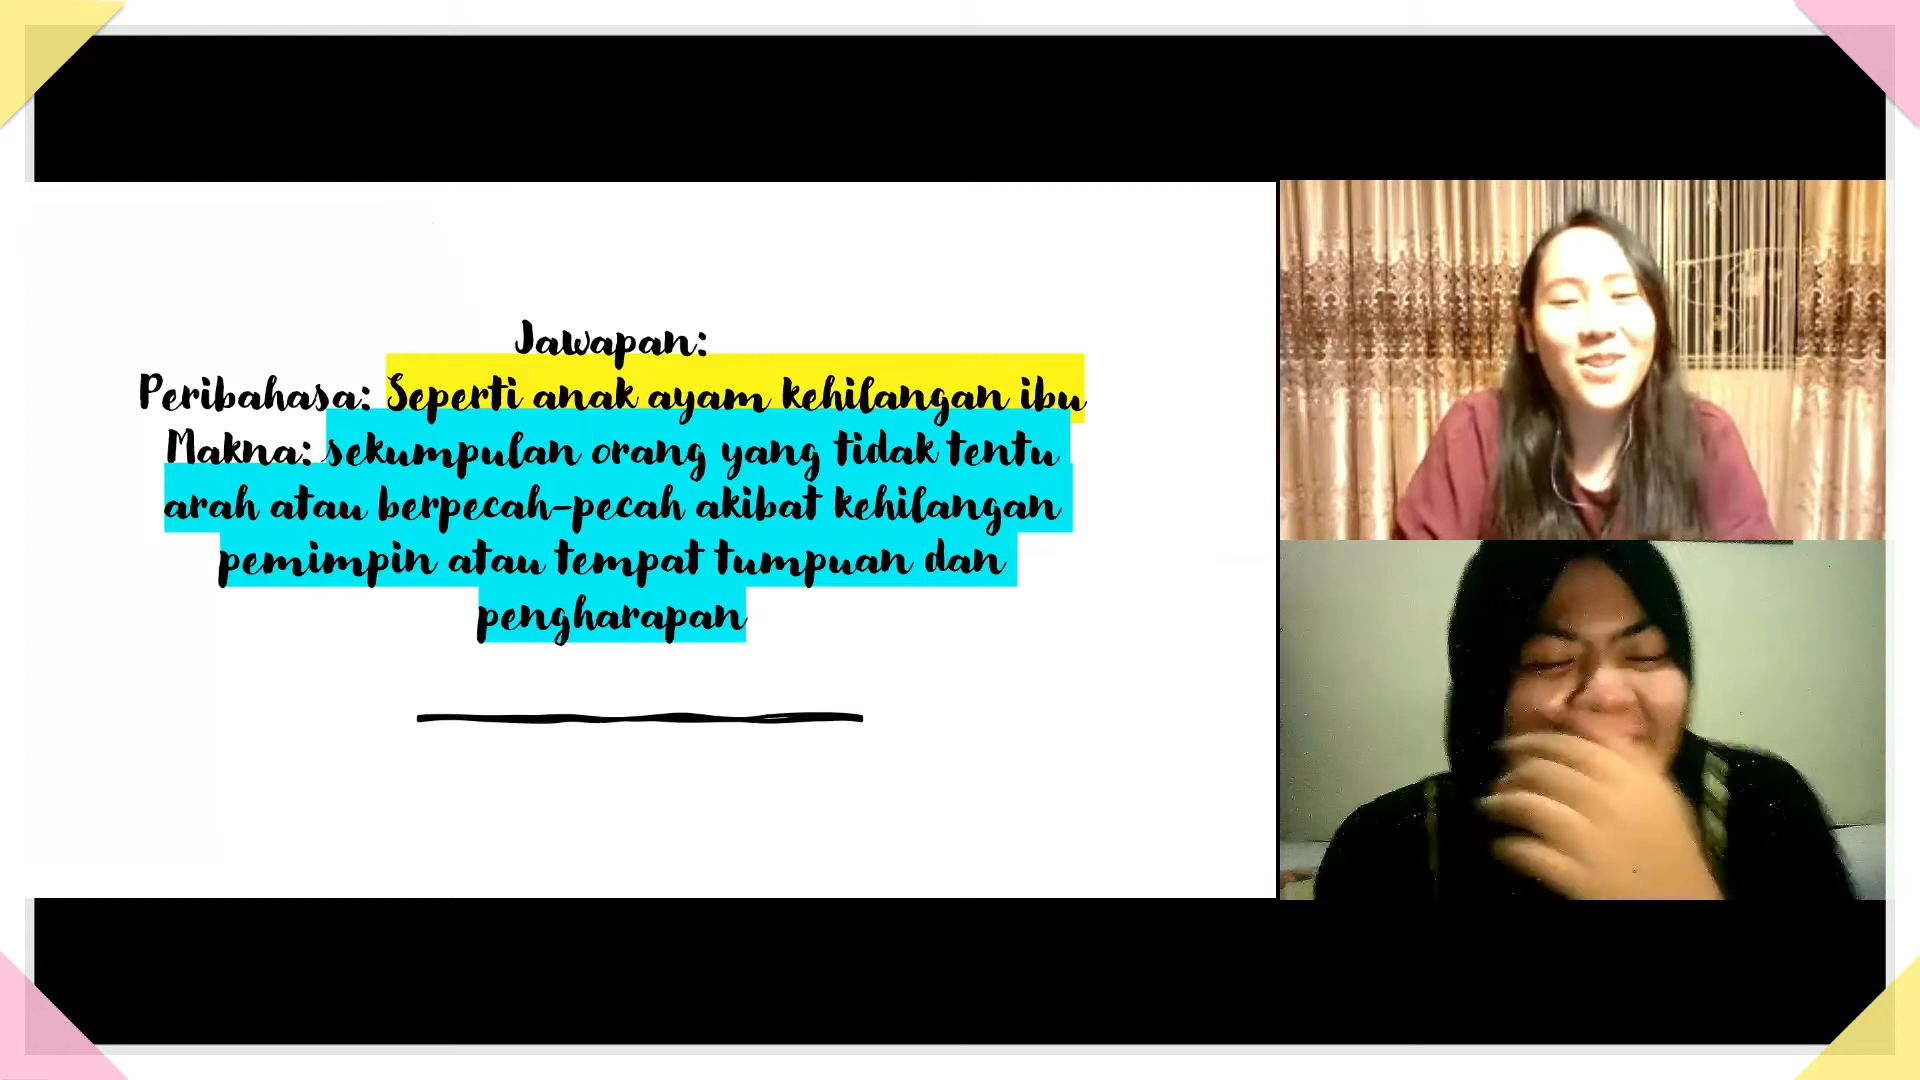 Jawapan:
Peribahasa: Seperti anak ayam kehilangan ibu
Makna: sekumpulan orang yang tidak tentu
arah atau berpecah-pecah akibat kehilangan
pemimpin atau tempat tumpuan dan
pengharapan